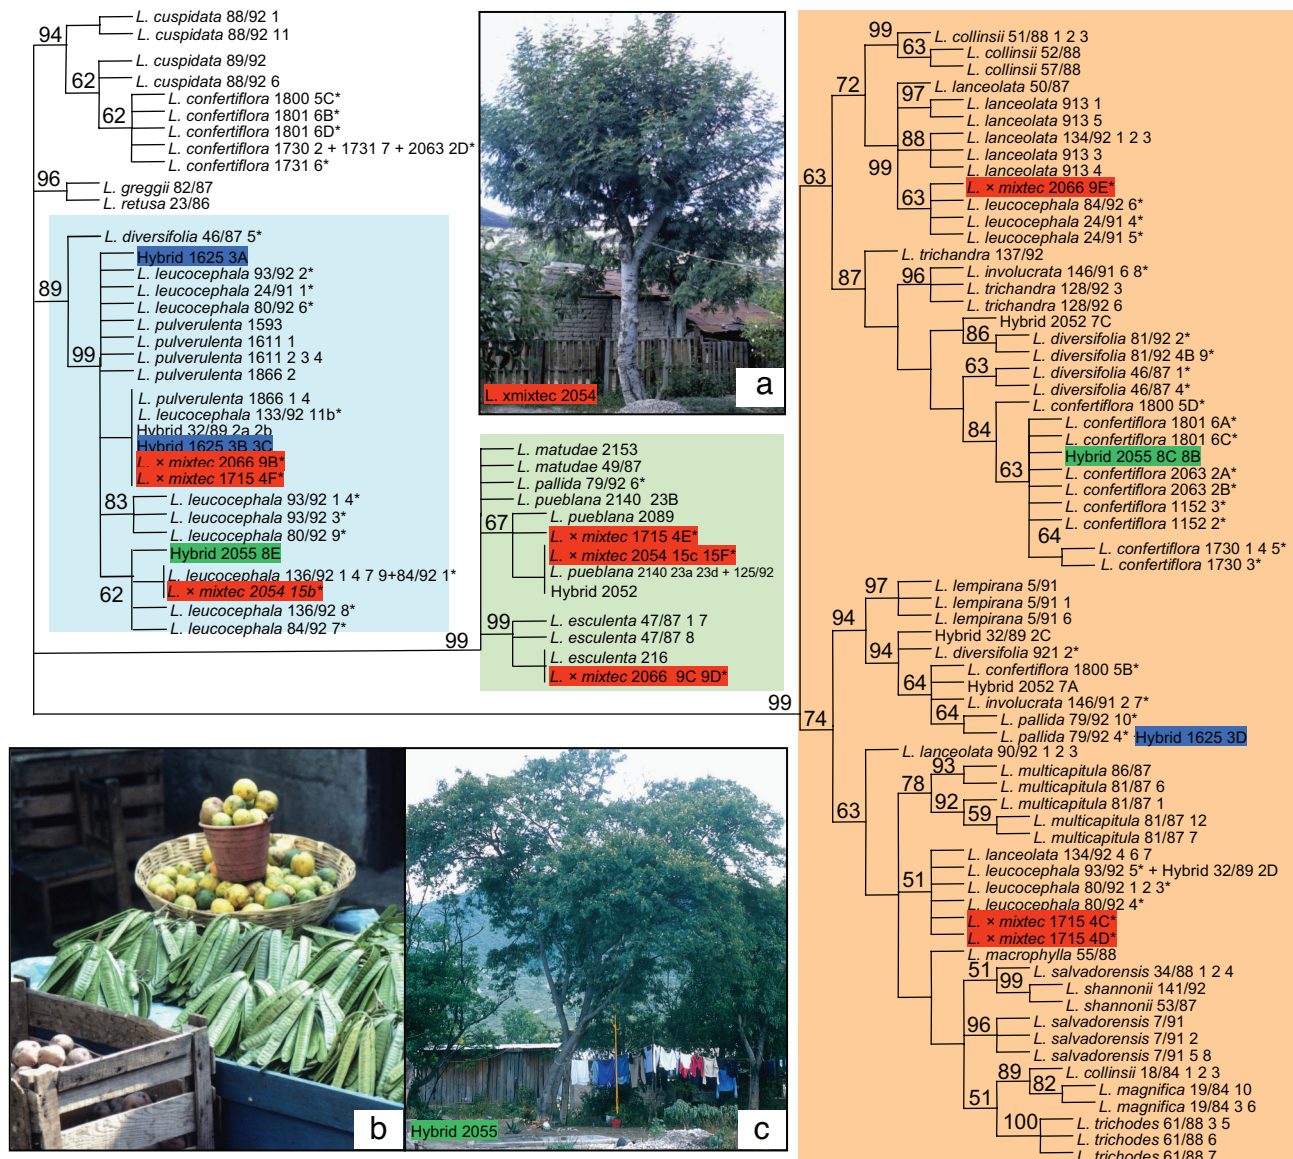 94
L. cuspidata 88/92 1
L. cuspidata 88/92 11
62
L. cuspidata 89/92
L. cuspidata 88/92 6
62
L. confertiflora 1800 5C*
L. confertiflora 1801 6B*
L. confertiflora 1801 6D*
L. confertiflora 1730 2 + 1731 7 + 2063 2D*
L. confertiflora 1731 6*
96
L. greggii 82/87
L. retusa 23/86
89
L. diversifolia 46/87 5*
99
Hybrid 1625 3A
L. leucocephala 93/92 2*
L. leucocephala 24/91 1*
L. leucocephala 80/92 6*
L. pulverulenta 1593
L. pulverulenta 1611 1
L. pulverulenta 1611 2 3 4
L. pulverulenta 1866 2
L. pulverulenta 1866 1 4
L. leucocephala 133/92 11b*
Hybrid 32/89 2a 2b
Hybrid 1625 3B 3C
L. × mixtec 2066 9B*
L. × mixtec 1715 4F*
83
L. leucocephala 93/92 1 4*
L. leucocephala 93/92 3*
L. leucocephala 80/92 9*
62
Hybrid 2055 8E
L. leucocephala 136/92 1 4 7 9+84/92 1*
L. × mixtec 2054 15b*
L. leucocephala 136/92 8*
L. leucocephala 84/92 7*
L. xmixtec 2054
a
99
L. matudae 2153
L. matudae 49/87
L. pallida 79/92 6*
L. pueblana 2140 23B
67
L. pueblana 2089
L. × mixtec 1715 4E*
L. × mixtec 2054 15c 15F*
L. pueblana 2140 23a 23d + 125/92
Hybrid 2052
99
L. esculenta 47/87 1 7
L. esculenta 47/87 8
L. esculenta 216
L. × mixtec 2066 9C 9D*
99
63
72
99
L. collinsii 51/88 1 2 3
63
L. collinsii 52/88
L. collinsii 57/88
99
L. lanceolata 50/87
97
L. lanceolata 913 1
L. lanceolata 913 5
88
L. lanceolata 134/92 1 2 3
L. lanceolata 913 3
L. lanceolata 913 4
63
L. × mixtec 2066 9E*
L. leucocephala 84/92 6*
L. leucocephala 24/91 4*
L. leucocephala 24/91 5*
87
L. trichandra 137/92
96
L. involucrata 146/91 6 8*
L. trichandra 128/92 3
L. trichandra 128/92 6
Hybrid 2052 7C
86
L. diversifolia 81/92 2*
L. diversifolia 81/92 4B 9*
63
L. diversifolia 46/87 1*
L. diversifolia 46/87 4*
84
L. confertiflora 1800 5D*
63
L. confertiflora 1801 6A*
L. confertiflora 1801 6C*
Hybrid 2055 8C 8B
L. confertiflora 2063 2A*
L. confertiflora 2063 2B*
L. confertiflora 1152 3*
L. confertiflora 1152 2*
64
L. confertiflora 1730 1 4 5*
L. confertiflora 1730 3*
74
94
97
L. lempirana 5/91
L. lempirana 5/91 1
L. lempirana 5/91 6
94
Hybrid 32/89 2C
L. diversifolia 921 2*
64
L. confertiflora 1800 5B*
Hybrid 2052 7A
L. involucrata 146/91 2 7*
64
L. pallida 79/92 10*
L. pallida 79/92 4* Hybrid 1625 3D
63
L. lanceolata 90/92 1 2 3
78
93
L. multicapitula 86/87
L. multicapitula 81/87 6
92
L. multicapitula 81/87 1
59
L. multicapitula 81/87 12
L. multicapitula 81/87 7
51
L. lanceolata 134/92 4 6 7
L. leucocephala 93/92 5* + Hybrid 32/89 2D
L. leucocephala 80/92 1 2 3*
L. leucocephala 80/92 4*
L. × mixtec 1715 4C*
L. × mixtec 1715 4D*
L. macrophylla 55/88
51
L. salvadorensis 34/88 1 2 4
99
L. shannonii 141/92
L. shannonii 53/87
96
L. salvadorensis 7/91
L. salvadorensis 7/91 2
L. salvadorensis 7/91 5 8
51
89
L. collinsii 18/84 1 2 3
82
L. magnifica 19/84 10
L. magnifica 19/84 3 6
100
L. trichodes 61/88 3 5
L. trichodes 61/88 6
L. trichodes 61/88 7
b
Hybrid 2055
c